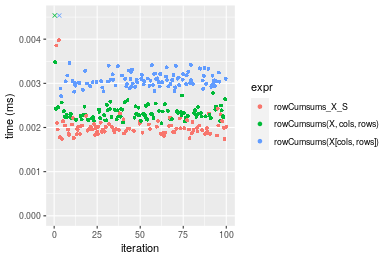 0.004
0.003
0.002
0.001
0.000
time (ms)
0
25
50
75
100
iteration
expr
rowCumsums_X_S
rowCumsums(X, cols, rows)
rowCumsums(X[cols, rows])